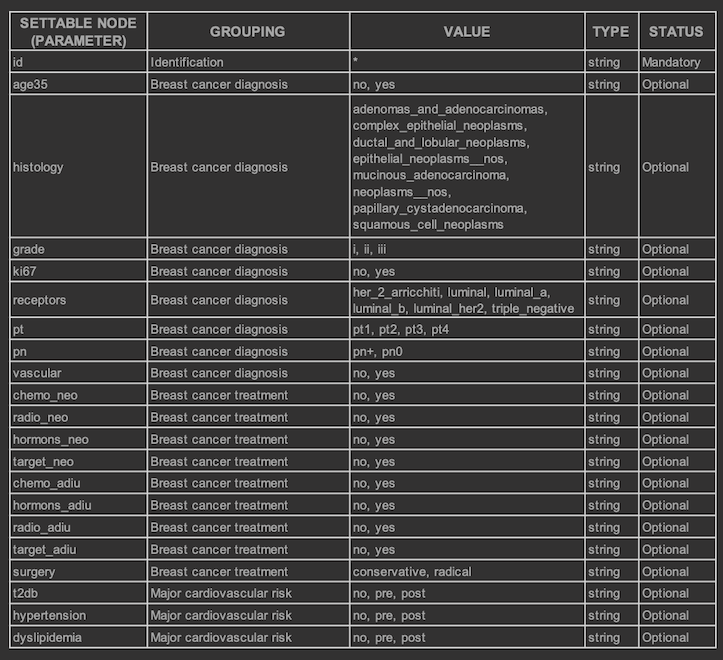 SETTABLE NODE (PARAMETER) GROUPING VALUE TYPE STATUS
id Identification * string Mandatory
age35 Breast cancer diagnosis no, yes string Optional
histology Breast cancer diagnosis adenomas_and_adenocarcinomas,
complex_epithelial_neoplasms,
ductal_and_lobular_neoplasms,
epithelial_neoplasms__nos,
mucinous_adenocarcinoma,
neoplasms__nos,
papillary_cystadenocarcinoma,
squamous_cell_neoplasms string Optional
grade Breast cancer diagnosis i, ii, iii string Optional
ki67 Breast cancer diagnosis no, yes string Optional
receptors Breast cancer diagnosis her_2_arricchiti, luminal, luminal_a,
luminal_b, luminal_her2, triple_negative string Optional
pt Breast cancer diagnosis pt1, pt2, pt3, pt4 string Optional
pn Breast cancer diagnosis pn+, pn0 string Optional
vascular Breast cancer diagnosis no, yes string Optional
chemo_neo Breast cancer treatment no, yes string Optional
radio_neo Breast cancer treatment no, yes string Optional
hormons_neo Breast cancer treatment no, yes string Optional
target_neo Breast cancer treatment no, yes string Optional
chemo_adiu Breast cancer treatment no, yes string Optional
hormons_adiu Breast cancer treatment no, yes string Optional
radio_adiu Breast cancer treatment no, yes string Optional
target_adiu Breast cancer treatment no, yes string Optional
surgery Breast cancer treatment conservative, radical string Optional
t2db Major cardiovascular risk no, pre, post string Optional
hypertension Major cardiovascular risk no, pre, post string Optional
dyslipidemia Major cardiovascular risk no, pre, post string Optional